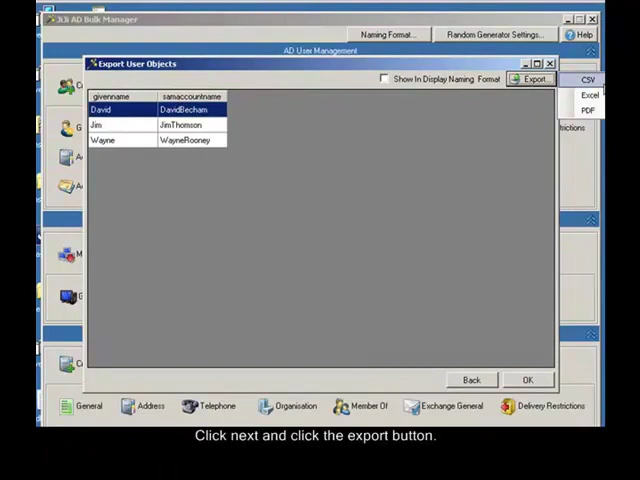 JiJi AD Bulk Manager
Naming Format...
Random Generator Settings...
Help
AD User Management
Export User Objects
Show In Display Naming Format
Export
CSV
Excel
PDF
givenname samaccountname
David DavidBecham
Jim JimThomson
Wayne WayneRooney
Back
OK
General Address Telephone Organisation Member Of Exchange General Delivery Restrictions
Click next and click the export button.